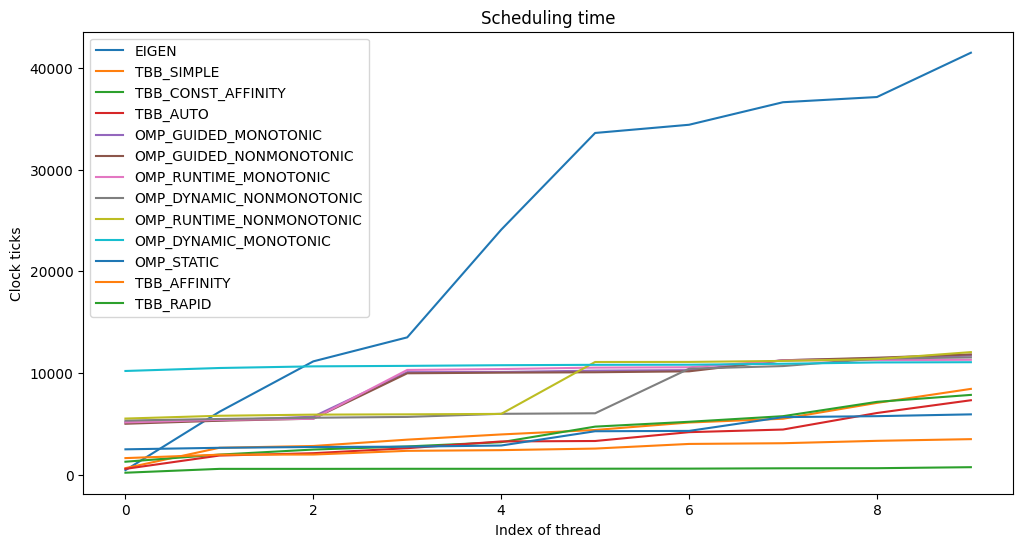 Scheduling time
EIGEN
TBB_SIMPLE
TBB_CONST_AFFINITY
TBB_AUTO
OMP_GUIDED_MONOTONIC
OMP_GUIDED_NONMONOTONIC
OMP_RUNTIME_MONOTONIC
OMP_DYNAMIC_NONMONOTONIC
OMP_RUNTIME_NONMONOTONIC
OMP_DYNAMIC_MONOTONIC
OMP_STATIC
TBB_AFFINITY
TBB_RAPID
Clock ticks
40000
30000
20000
10000
0
0
2
4
6
8
Index of thread